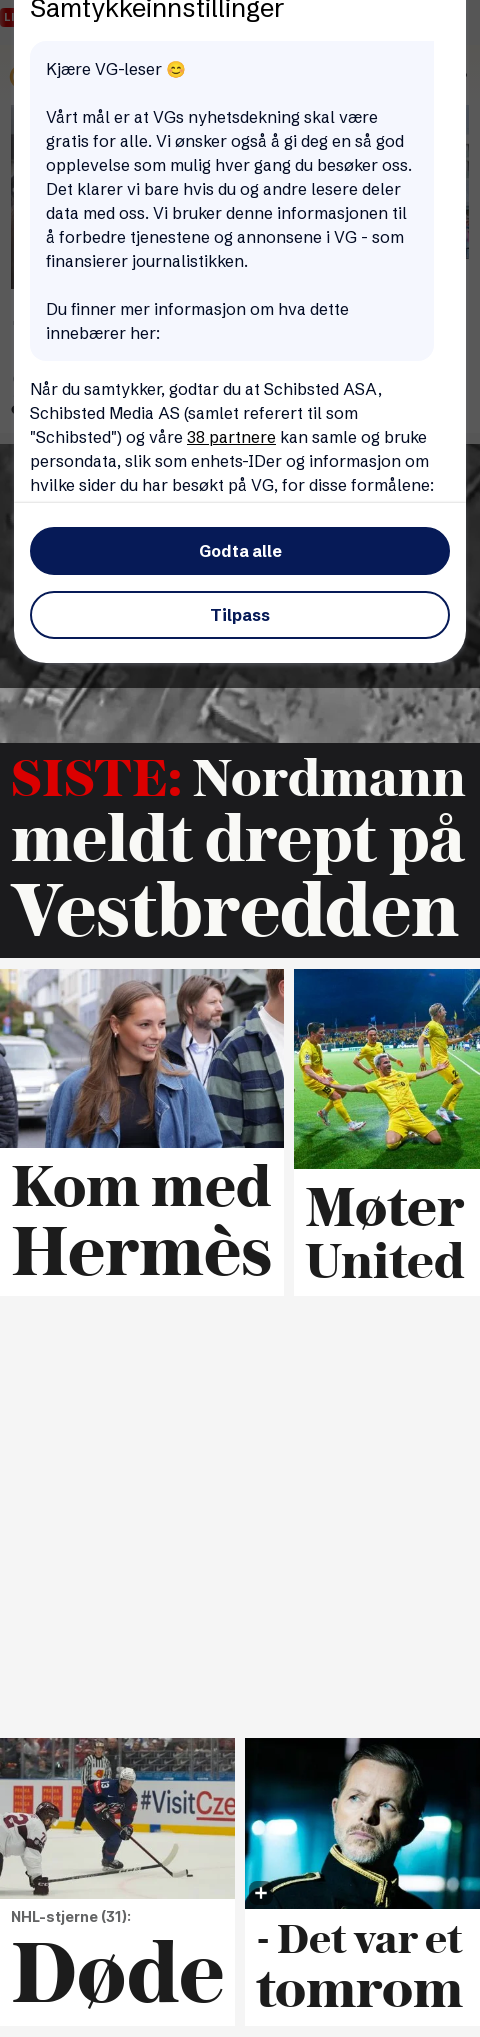 Samtykkeinnstillinger
Kjære VG-leser 😊
Vårt mål er at VGs nyhetsdekning skal være
gratis for alle. Vi ønsker også å gi deg en så god
opplevelse som mulig hver gang du besøker oss.
Det klarer vi bare hvis du og andre lesere deler
data med oss. Vi bruker denne informasjonen til
å forbedre tjenestene og annonsene i VG - som
finansierer journalistikken.
Du finner mer informasjon om hva dette
innebærer her:
Når du samtykker, godtar du at Schibsted ASA,
Schibsted Media AS (samlet referert til som
"Schibsted") og våre 38 partnere kan samle og bruke
persondata, slik som enhets-IDer og informasjon om
hvilke sider du har besøkt på VG, for disse formålene:
Godta alle
Tilpass
SISTE: Nordmann
meldt drept på
Vestbredden
Kom med
Hermès
Møter
United
#VisitCze
NHL-stjerne (31):
Døde
- Det var et
tomrom